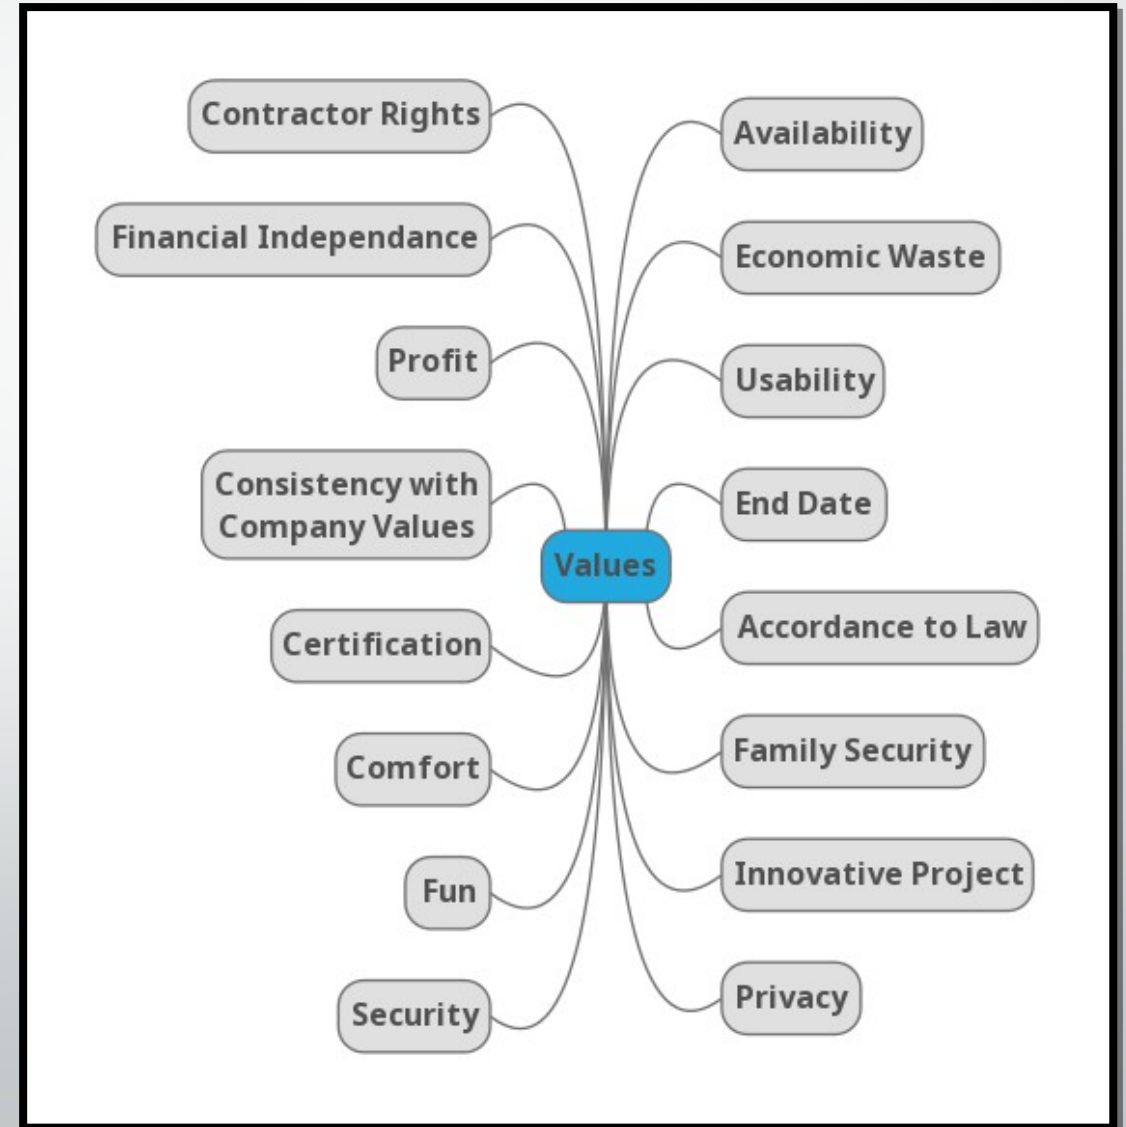 Contractor Rights
Financial Independance
Profit
Consistency with
Company Values
Certification
Comfort
Fun
Security
Values
Availability
Economic Waste
Usability
End Date
Accordance to Law
Family Security
Innovative Project
Privacy